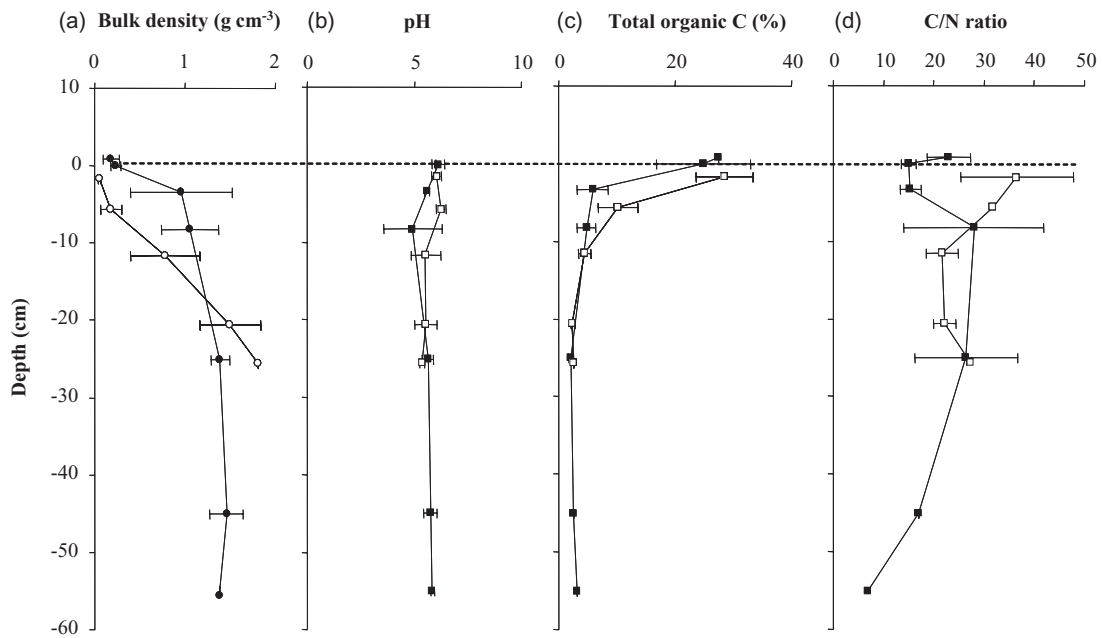 (a) Bulk density (g cm⁻³) (b) pH (c) Total organic C (%) (d) C/N ratio
0 1 2 0 5 10 0 20 40 0 10 20 30 40 50
10
0
-10
-20
-30
-40
-50
-60
Depth (cm)